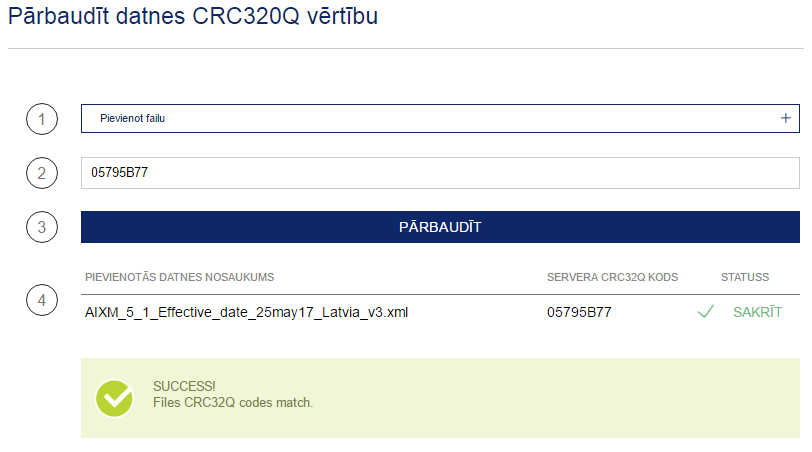 Pārbaudīt datnes CRC320Q vērtību
1
Pievienot failu
+
2
05795B77
3
PĀRBAUDĪT
PIEVIENOTĀS DATNES NOSAUKUMS SERVERA CRC32Q KODS STATUSS
4
AIXM_5_1_Effective_date_25may17_Latvia_v3.xml 05795B77 SAKRĪT
SUCCESS!
Files CRC32Q codes match.